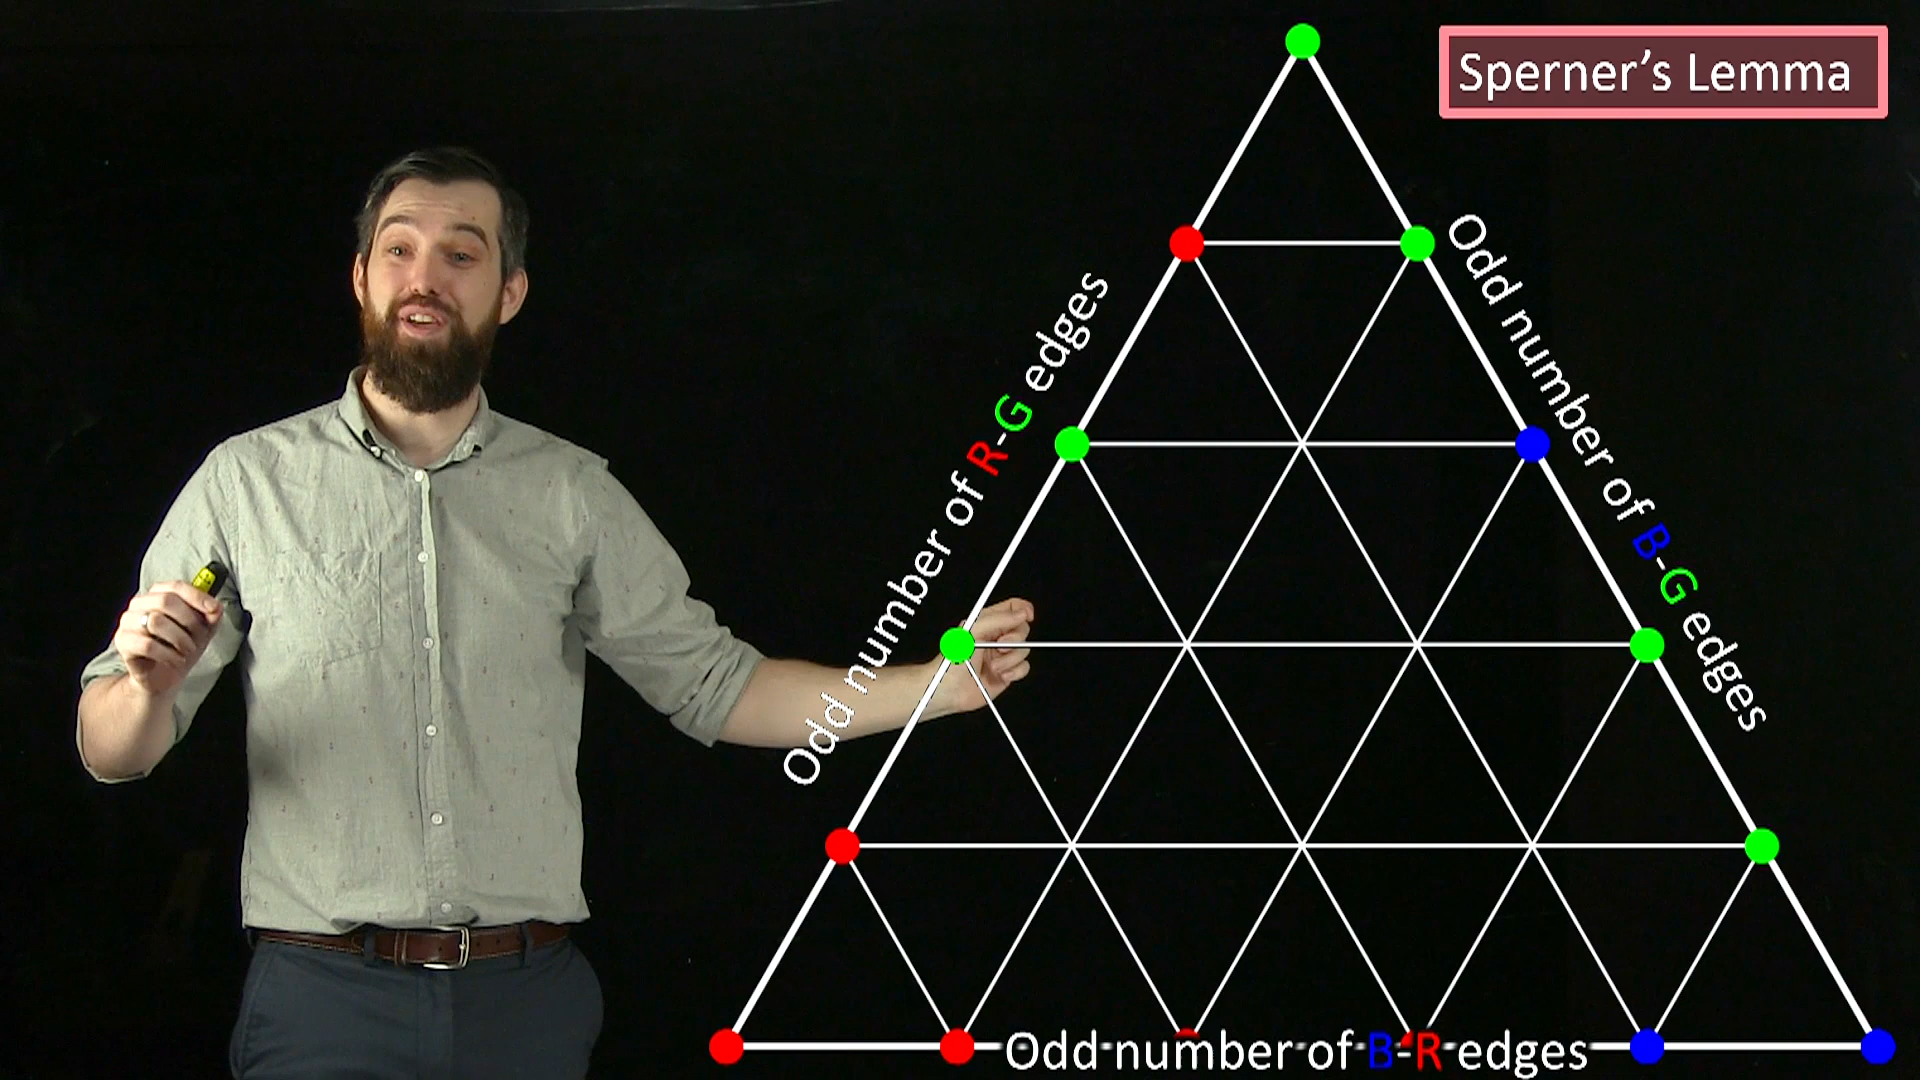 Sperner’s Lemma
Odd number of R-G edges
Odd number of B-G edges
Odd number of B-R edges